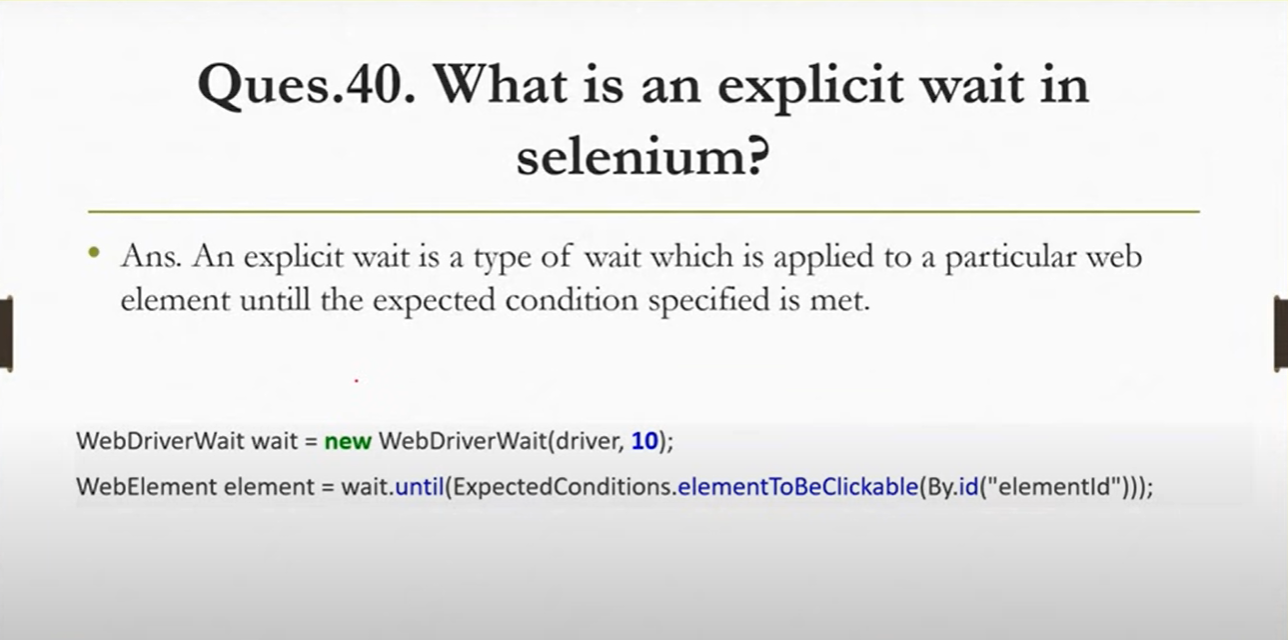 Ques.40. What is an explicit wait in
selenium?
• Ans. An explicit wait is a type of wait which is applied to a particular web
element untill the expected condition specified is met.
WebDriverWait wait = new WebDriverWait(driver, 10);
WebElement element = wait.until(ExpectedConditions.elementToBeClickable(By.id("elementId")));